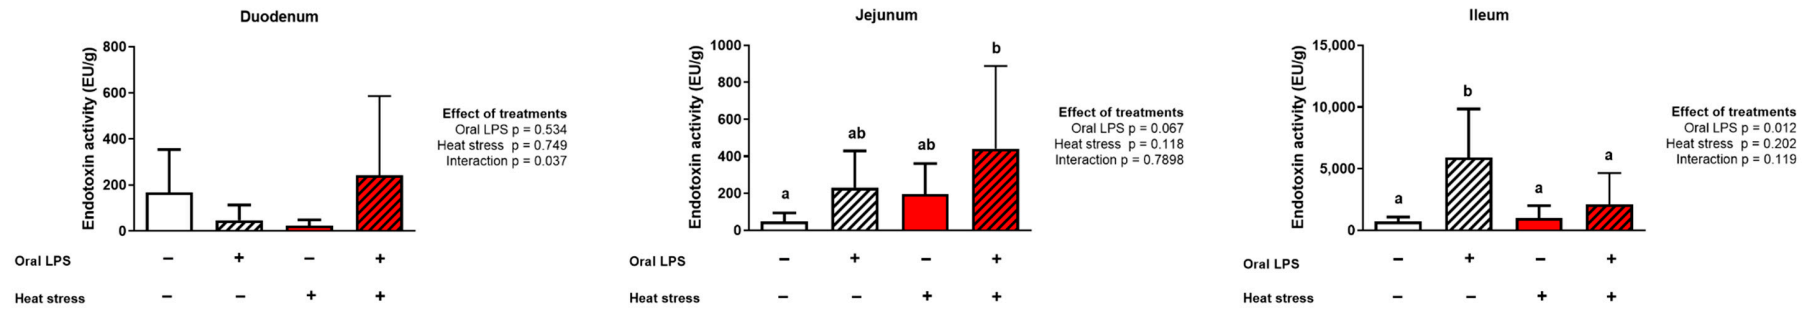 Duodenum
Endotoxin activity (EU/g)
800
600
400
200
0
Effect of treatments
Oral LPS p = 0.534
Heat stress p = 0.749
Interaction p = 0.037
Oral LPS – + – +
Heat stress – – + +
Jejunum
Endotoxin activity (EU/g)
1000
800
600
400
200
0
a
ab
ab
b
Effect of treatments
Oral LPS p = 0.067
Heat stress p = 0.118
Interaction p = 0.7898
Oral LPS – + – +
Heat stress – – + +
Ileum
Endotoxin activity (EU/g)
15,000
10,000
5,000
0
a
b
a
a
Effect of treatments
Oral LPS p = 0.012
Heat stress p = 0.202
Interaction p = 0.119
Oral LPS – + – +
Heat stress – – + +